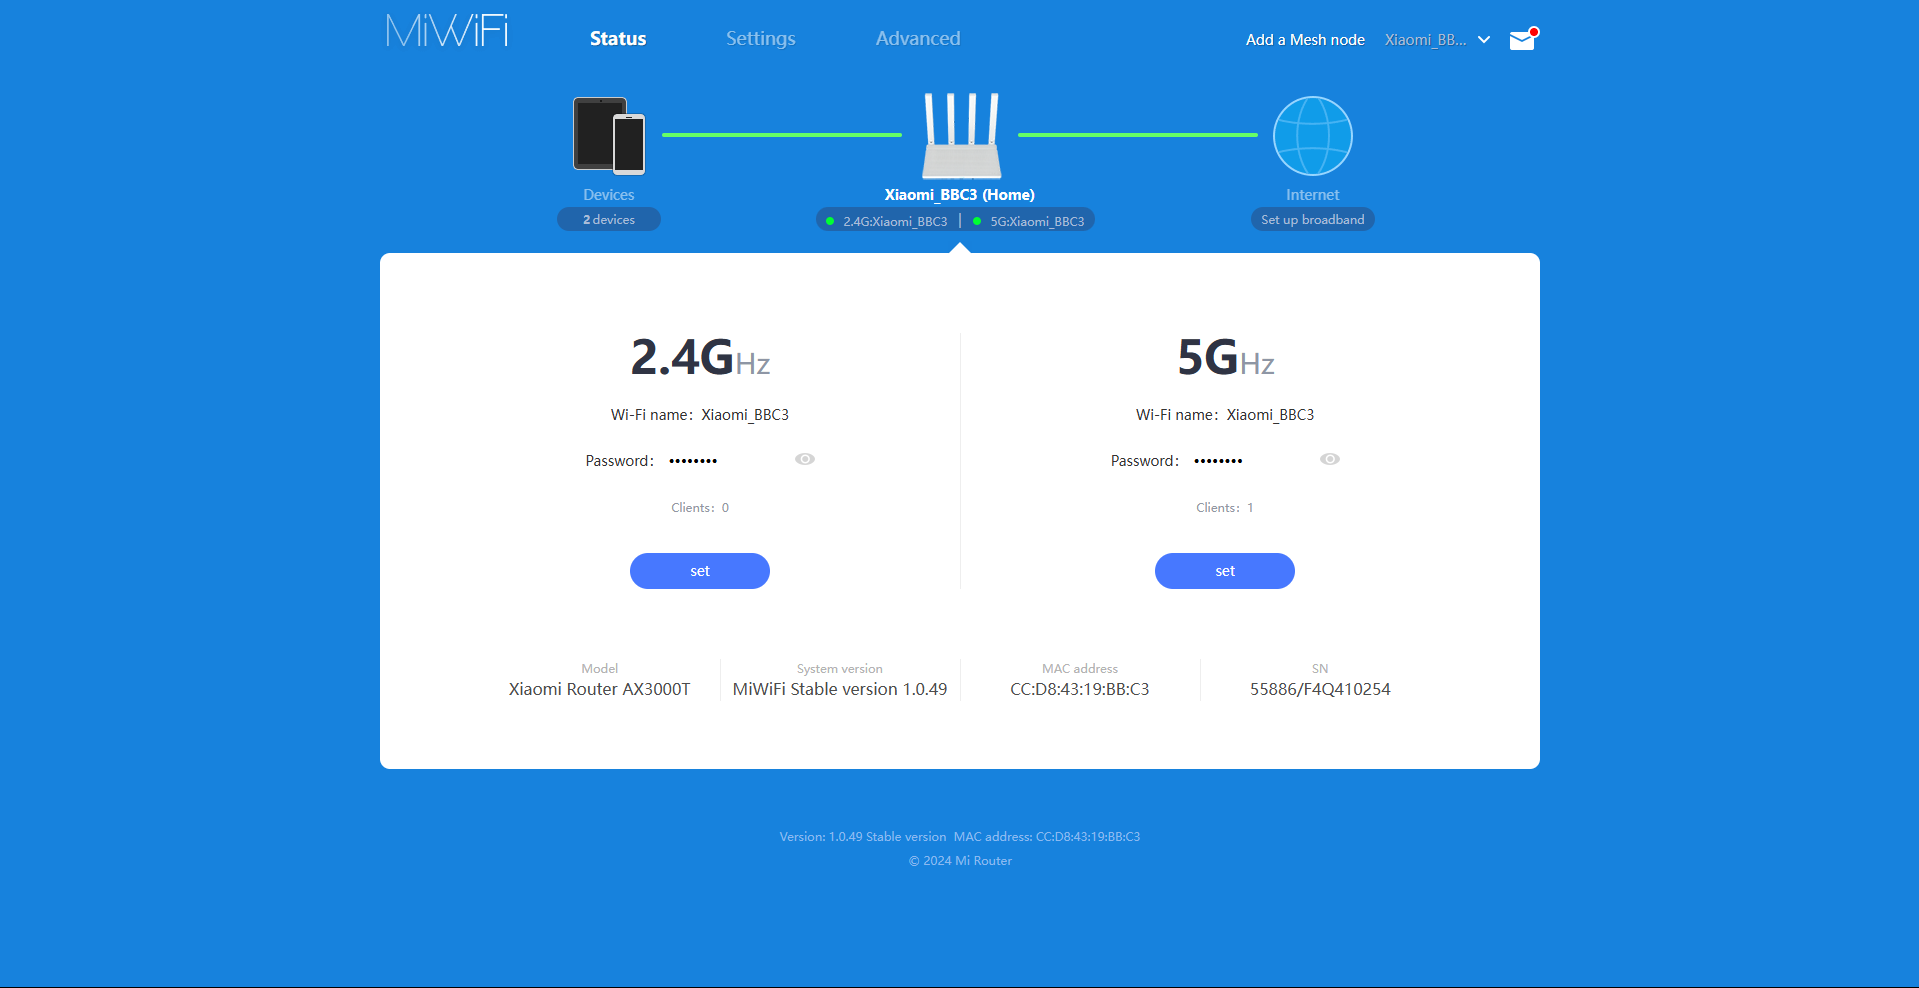 MiWiFi Status Settings Advanced Add a Mesh node Xiaomi_BB...
Devices Xiaomi_BBC3 (Home) Internet
2 devices 2.4G:Xiaomi_BBC3 | 5G:Xiaomi_BBC3 Set up broadband
2.4GHz 5GHz
Wi-Fi name：Xiaomi_BBC3 Wi-Fi name：Xiaomi_BBC3
Password： •••••••• Password： ••••••••
Clients：0 Clients：1
set set
Model System version MAC address SN
Xiaomi Router AX3000T MiWiFi Stable version 1.0.49 CC:D8:43:19:BB:C3 55886/F4Q410254
Version: 1.0.49 Stable version MAC address: CC:D8:43:19:BB:C3
© 2024 Mi Router